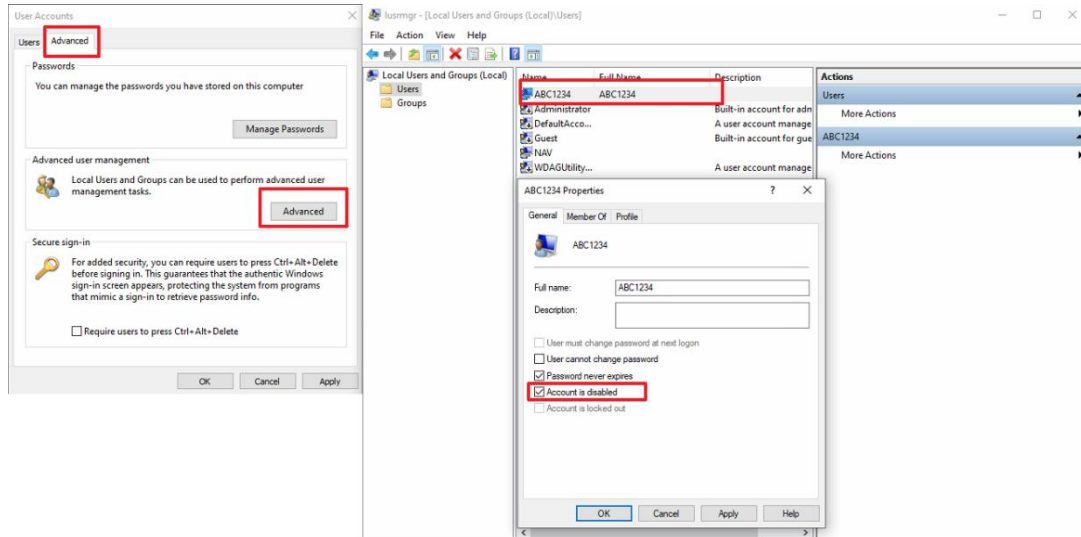 User Accounts
Users
Advanced
Passwords
You can manage the passwords you have stored on this computer
Manage Passwords
Advanced user management
Local Users and Groups can be used to perform advanced user
management tasks.
Advanced
Secure sign-in
For added security, you can require users to press Ctrl+Alt+Delete
before signing in. This guarantees that the authentic Windows
sign-in screen appears, protecting the system from programs
that mimic a sign-in to retrieve password info.
Require users to press Ctrl+Alt+Delete
OK Cancel Apply
lusrmgr - [Local Users and Groups (Local)\Users]
File Action View Help
Local Users and Groups (Local)
Users
Groups
Name Full Name Description
ABC1234 ABC1234
Administrator Built-in account for adm
DefaultAcco... A user account manage
Guest Built-in account for gue
NAV
WDAGUtility... A user account manage
Actions
Users
More Actions
ABC1234
More Actions
ABC1234 Properties
General Member Of Profile
ABC1234
Full name: ABC1234
Description:
User must change password at next logon
User cannot change password
Password never expires
Account is disabled
Account is locked out
OK Cancel Apply Help